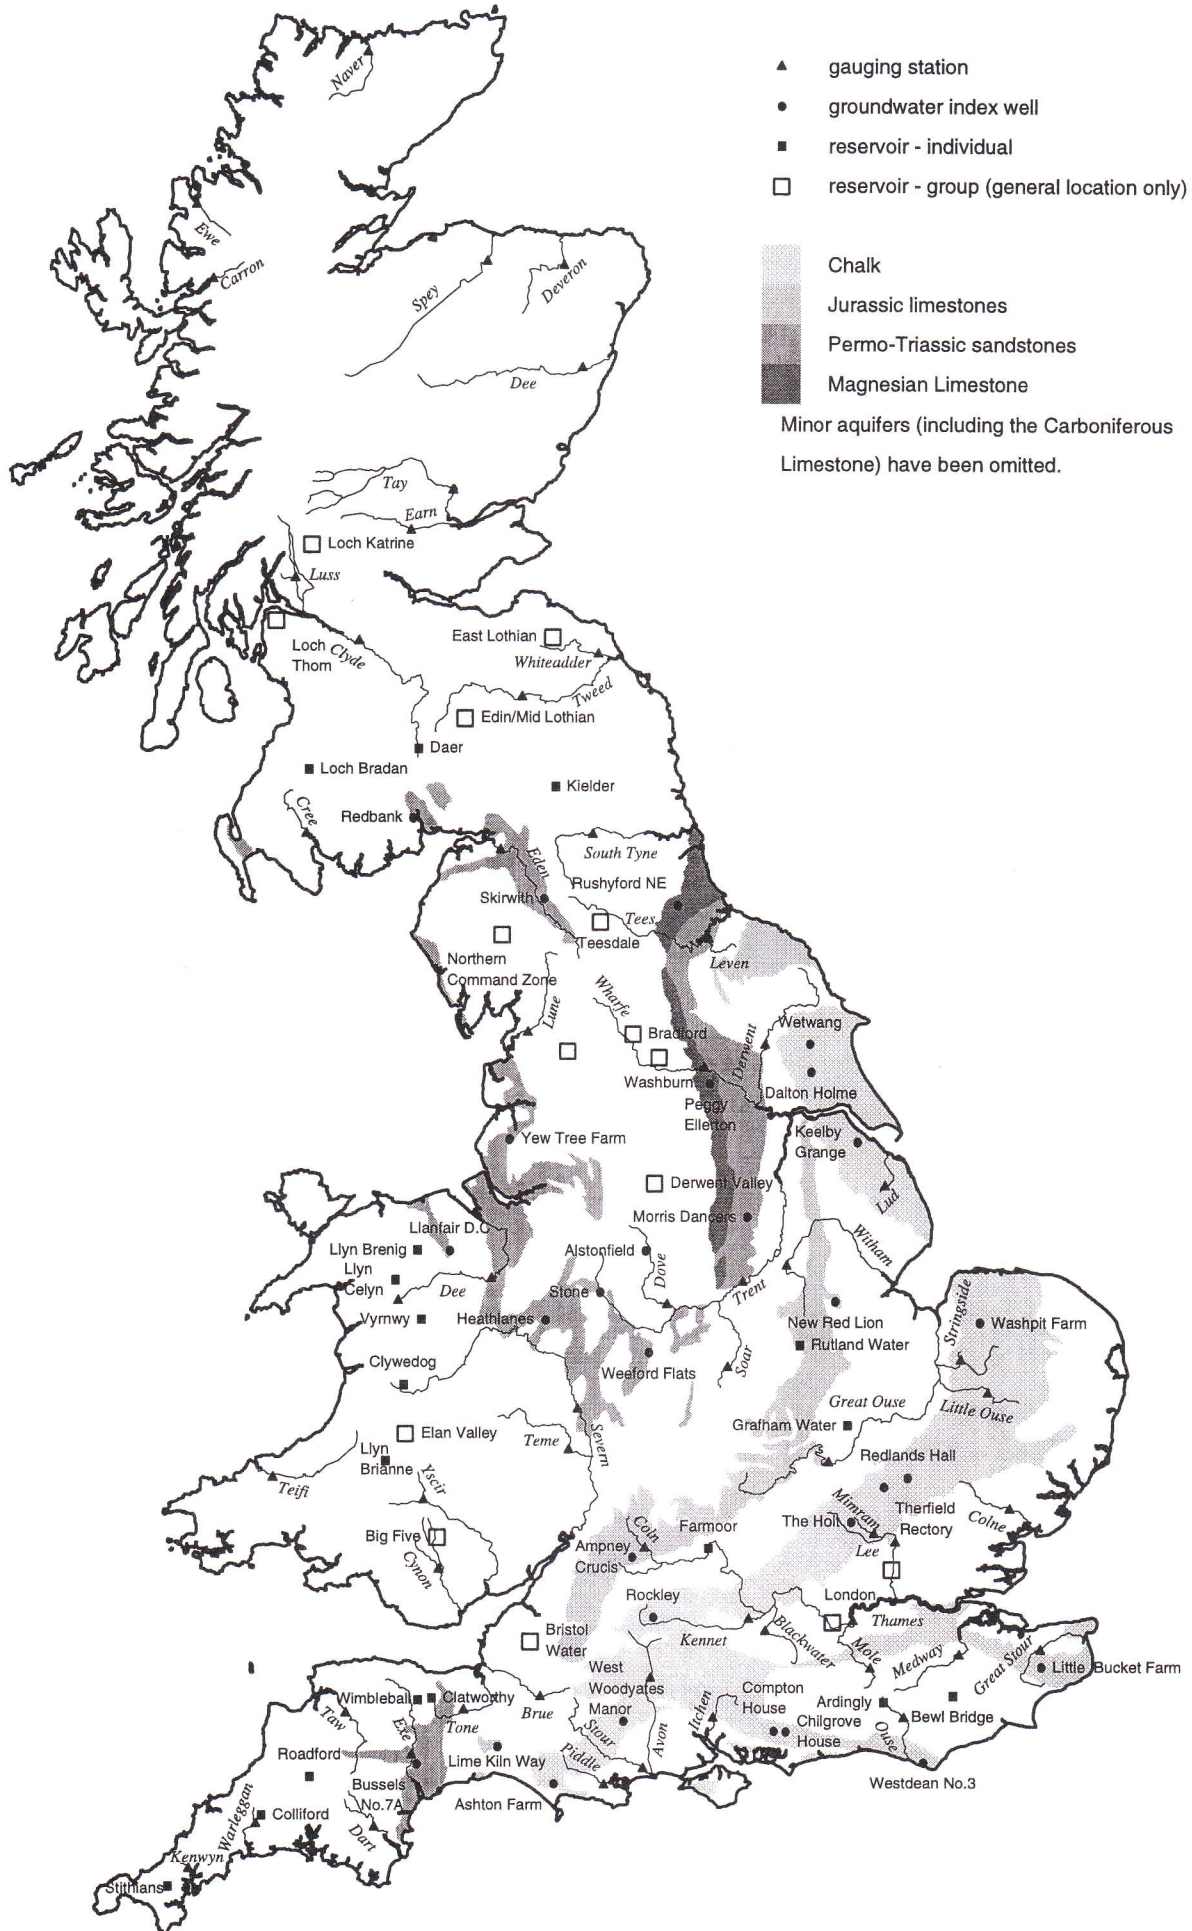 Naver
gauging station
groundwater index well
reservoir - individual
reservoir - group (general location only)
Ewe
Carron
Spey
Deveron
Chalk
Jurassic limestones
Permo-Triassic sandstones
Magnesian Limestone
Minor aquifers (including the Carboniferous
Limestone) have been omitted.
Dee
Tay
Earn
Loch Katrine
Luss
Loch
Thom
Clyde
East Lothian
Whiteadder
Tweed
Edin/Mid Lothian
Daer
Loch Bradan
Kielder
Cree
Redbank
Eden
South Tyne
Rushyford NE
Skirwith
Tees
Teesdale
Leven
Northern
Command Zone
Lune
Wharfe
Bradford
Washburn
Derwent
Wetwang
Dalton Holme
Peggy
Ellerton
Keelby
Grange
Yew Tree Farm
Derwent Valley
Lud
Morris Dancers
Witham
Llanfair D.C
Llyn Brenig
Llyn
Celyn
Dee
Alstonfield
Dove
Trent
Stone
Vyrnwy
Heathlanes
New Red Lion
Rutland Water
Stringside
Washpit Farm
Clywedog
Weeford Flats
Soar
Great Ouse
Little Ouse
Grafham Water
Elan Valley
Teme
Severn
Llyn
Brianne
Redlands Hall
Teifi
Yscir
Mimram
The Holt
Therfield
Rectory
Colne
Big Five
Cynon
Coln
Farmoor
Ampney
Crucis
Lee
London
Rockley
Kennet
Blackwater
Thames
Mole
Medway
Great Stour
Little Bucket Farm
Bristol
Water
West
Woodyates
Manor
Compton
House
Chilgrove
House
Ardingly
Bewl Bridge
Itchen
Ouse
Westdean No.3
Wimbleball
Clatworthy
Taw
Exe
Tone
Brue
Stour
Avon
Piddle
Roadford
Lime Kiln Way
Bussels
No.7A
Ashton Farm
Warleggan
Colliford
Dart
Kenwyn
Stithians